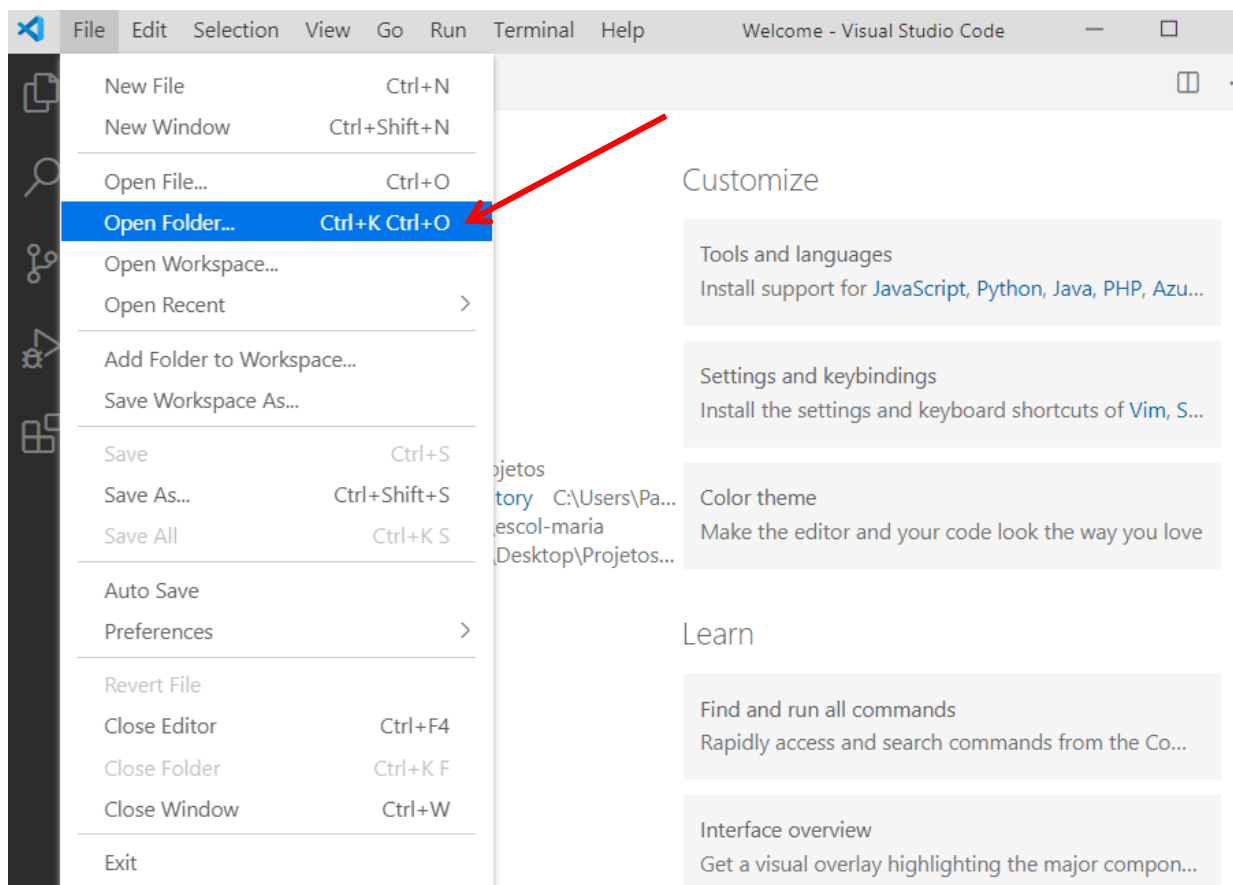 File Edit Selection View Go Run Terminal Help Welcome - Visual Studio Code
New File Ctrl+N
New Window Ctrl+Shift+N
Open File... Ctrl+O
Open Folder... Ctrl+K Ctrl+O
Open Workspace...
Open Recent
Add Folder to Workspace...
Save Workspace As...
Save Ctrl+S
Save As... Ctrl+Shift+S
Save All Ctrl+K S
Auto Save
Preferences
Revert File
Close Editor Ctrl+F4
Close Folder Ctrl+K F
Close Window Ctrl+W
Exit
ojetos
tory C:\Users\Pa...
\escol-maria
\Desktop\Projetos...
Customize
Tools and languages
Install support for JavaScript, Python, Java, PHP, Azu...
Settings and keybindings
Install the settings and keyboard shortcuts of Vim, S...
Color theme
Make the editor and your code look the way you love
Learn
Find and run all commands
Rapidly access and search commands from the Co...
Interface overview
Get a visual overlay highlighting the major compon...